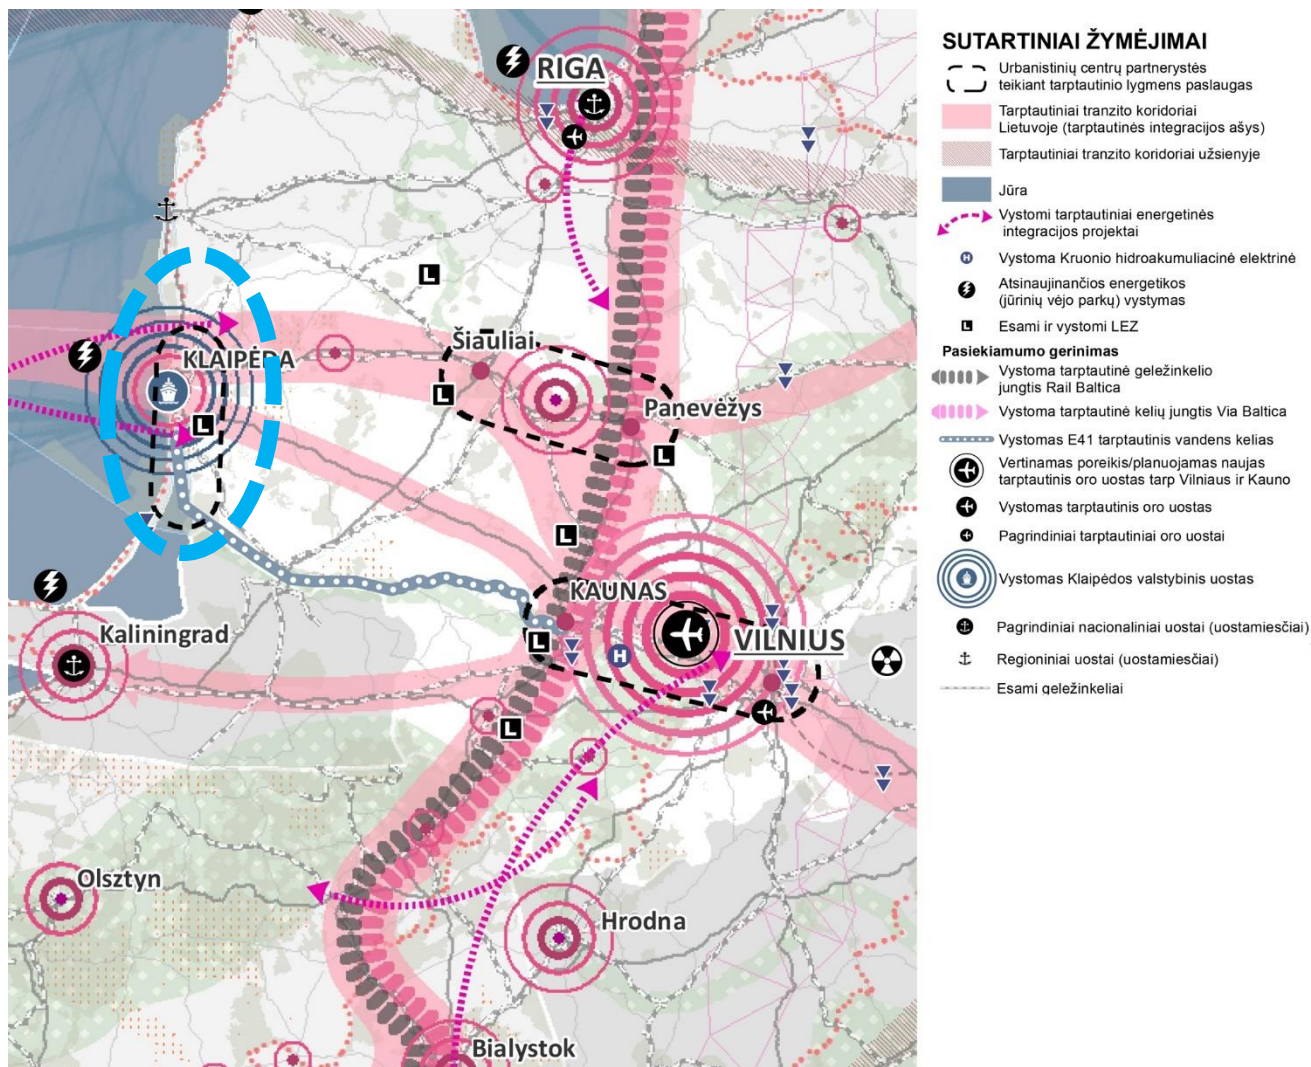 RIGA
KLAIPĖDA
Šiauliai
Panevėžys
KAUNAS
VILNIUS
Kaliningrad
Olsztyn
Hrodna
Bialystok
L
L
L
L
L
L
L
H
SUTARTINIAI ŽYMĖJIMAI
Urbanistinių centrų partnerystės
teikiant tarptautinio lygmens paslaugas
Tarptautiniai tranzito koridoriai
Lietuvoje (tarptautinės integracijos ašys)
Tarptautiniai tranzito koridoriai užsienyje
Jūra
Vystomi tarptautiniai energetinės
integracijos projektai
H Vystoma Kruonio hidroakumuliacinė elektrinė
Atsinaujinančios energetikos
(jūrinių vėjo parkų) vystymas
L Esami ir vystomi LEZ
Pasiekiamumo gerinimas
Vystoma tarptautinė geležinkelio
jungtis Rail Baltica
Vystoma tarptautinė kelių jungtis Via Baltica
Vystomas E41 tarptautinis vandens kelias
Vertinamas poreikis/planuojamas naujas
tarptautinis oro uostas tarp Vilniaus ir Kauno
Vystomas tarptautinis oro uostas
Pagrindiniai tarptautiniai oro uostai
Vystomas Klaipėdos valstybinis uostas
Pagrindiniai nacionaliniai uostai (uostamiesčiai)
Regioniniai uostai (uostamiesčiai)
Esami geležinkeliai